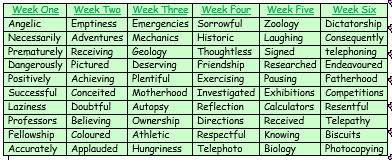 Week One Week Two Week Three Week Four Week Five Week Six
Angelic Emptiness Emergencies Sorrowful Zoology Dictatorship
Necessarily Adventures Mechanics Historic Laughing Consequently
Prematurely Receiving Geology Thoughtless Signed telephoning
Dangerously Pictured Deserving Friendship Researched Endeavoured
Positively Achieving Plentiful Exercising Pausing Fatherhood
Successful Conceited Motherhood Investigated Exhibitions Competitions
Laziness Doubtful Autopsy Reflection Calculators Resentful
Professors Believing Ownership Directions Received Telepathy
Fellowship Coloured Athletic Respectful Knowing Biscuits
Accurately Applauded Hungriness Telephoto Biology Photocopying